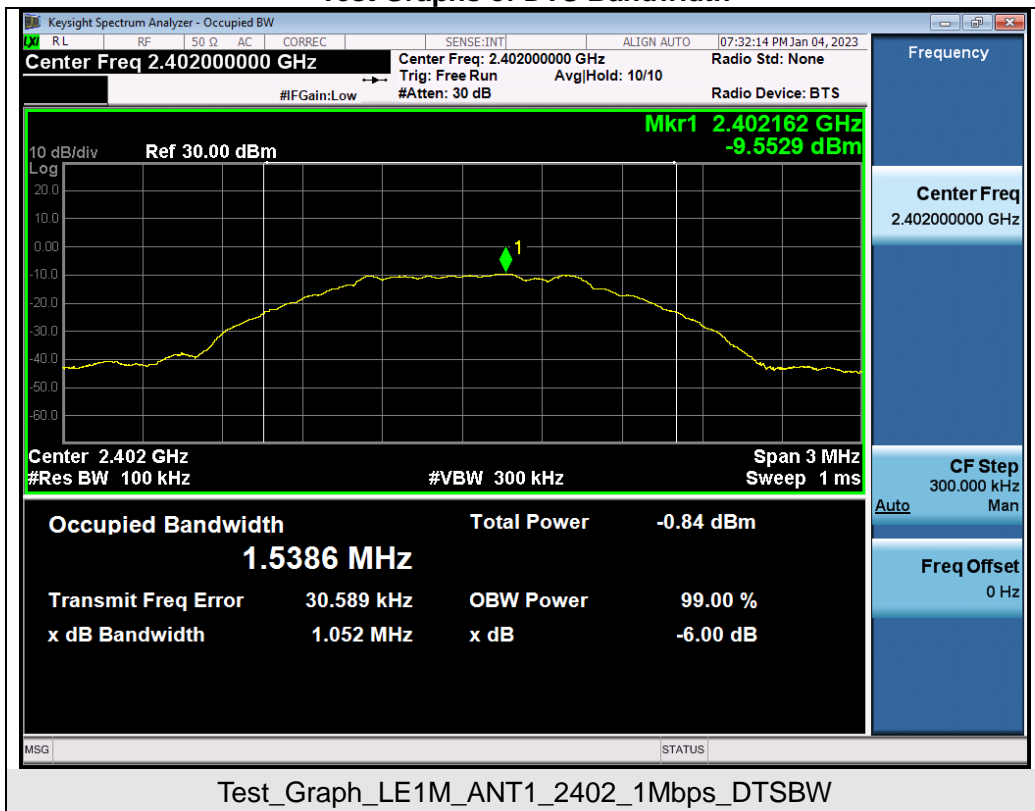 Test Graphs of DTS Bandwidth
Keysight Spectrum Analyzer - Occupied BW
LXI RL RF 50 Ω AC CORREC SENSE:INT ALIGN AUTO 07:32:14 PM Jan 04, 2023
Center Freq 2.402000000 GHz
Center Freq: 2.402000000 GHz
Radio Std: None
Trig: Free Run Avg|Hold: 10/10
#IFGain:Low #Atten: 30 dB
Radio Device: BTS
Frequency
Mkr1 2.402162 GHz
-9.5529 dBm
10 dB/div Ref 30.00 dBm
Log
20.0
10.0
0.00
-10.0
-20.0
-30.0
-40.0
-50.0
-60.0
1
Center 2.402 GHz Span 3 MHz
#Res BW 100 kHz #VBW 300 kHz Sweep 1 ms
Center Freq
2.402000000 GHz
CF Step
300.000 kHz
Auto Man
Freq Offset
0 Hz
Occupied Bandwidth Total Power -0.84 dBm
1.5386 MHz
Transmit Freq Error 30.589 kHz OBW Power 99.00 %
x dB Bandwidth 1.052 MHz x dB -6.00 dB
MSG STATUS
Test_Graph_LE1M_ANT1_2402_1Mbps_DTSBW